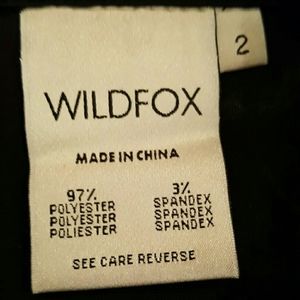 2
WILDFOX
MADE IN CHINA
97% 3%
POLYESTER SPANDEX
POLYESTER SPANDEX
POLIESTER SPANDEX
SEE CARE REVERSE